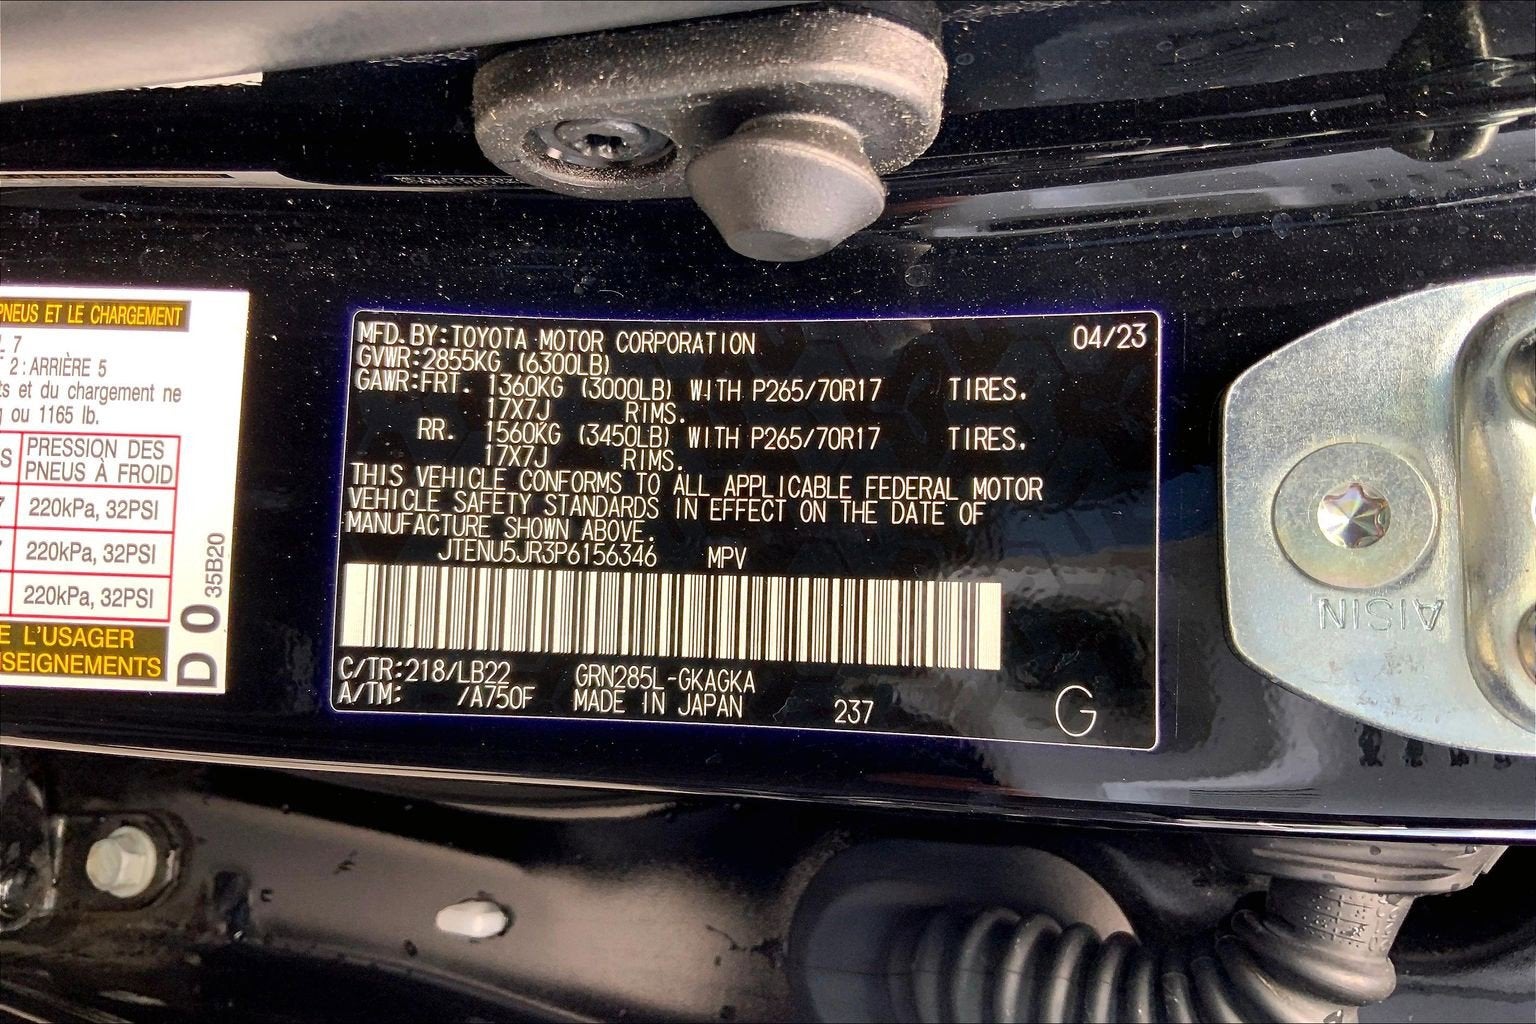 PNEUS ET LE CHARGEMENT
7
2: ARRIÈRE 5
et du chargement ne
ou 1165 lb.
PRESSION DES
PNEUS À FROID
220kPa, 32PSI
220kPa, 32PSI
220kPa, 32PSI
L'USAGER
D 0
35B20
MFD. BY: TOYOTA MOTOR CORPORATION 04/23
GVWR: 2855KG (6300LB)
GAWR: FRT. 1360KG (3000LB) WITH P265/70R17 TIRES.
17X7J RIMS.
RR. 1560KG (3450LB) WITH P265/70R17 TIRES.
17X7J RIMS.
THIS VEHICLE CONFORMS TO ALL APPLICABLE FEDERAL MOTOR
VEHICLE SAFETY STANDARDS IN EFFECT ON THE DATE OF
MANUFACTURE SHOWN ABOVE.
JTENU5JR3P6156346 MPV
C/TR: 218/LB22 GRN285L-GKAGKA
A/TM: /A750F MADE IN JAPAN 237 G
AISIN